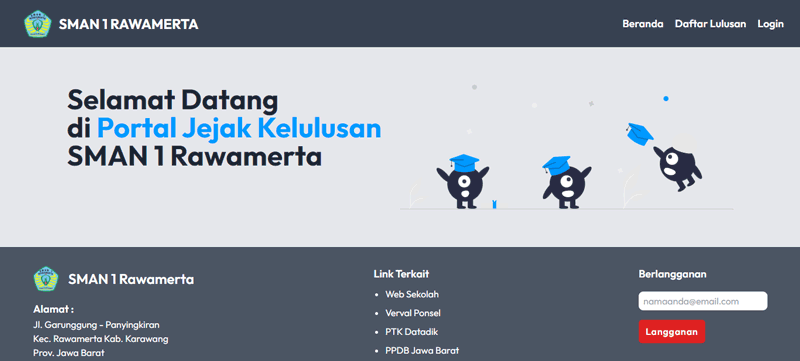 SMAN 1 RAWAMERTA
Beranda
Daftar Lulusan
Login
Selamat Datang
di Portal Jejak Kelulusan
SMAN 1 Rawamerta
SMAN 1 Rawamerta
Alamat :
Jl. Garunggung - Panyingkiran
Kec. Rawamerta Kab. Karawang
Prov. Jawa Barat
Link Terkait
Web Sekolah
Verval Ponsel
PTK Datadik
PPDB Jawa Barat
Berlangganan
namaanda@email.com
Langganan